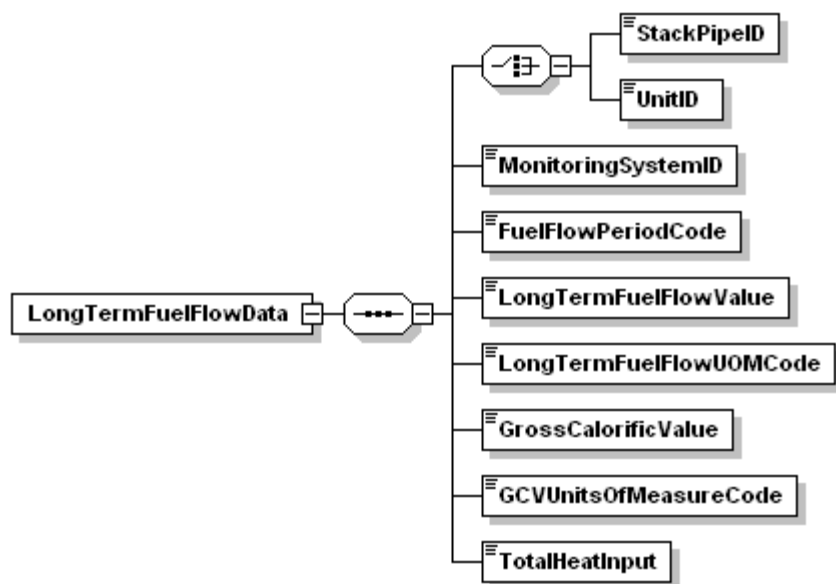 StackPipeID
UnitID
MonitoringSystemID
FuelFlowPeriodCode
LongTermFuelFlowData
LongTermFuelFlowValue
LongTermFuelFlowUOMCode
GrossCalorificValue
GCVUnitsOfMeasureCode
TotalHeatInput